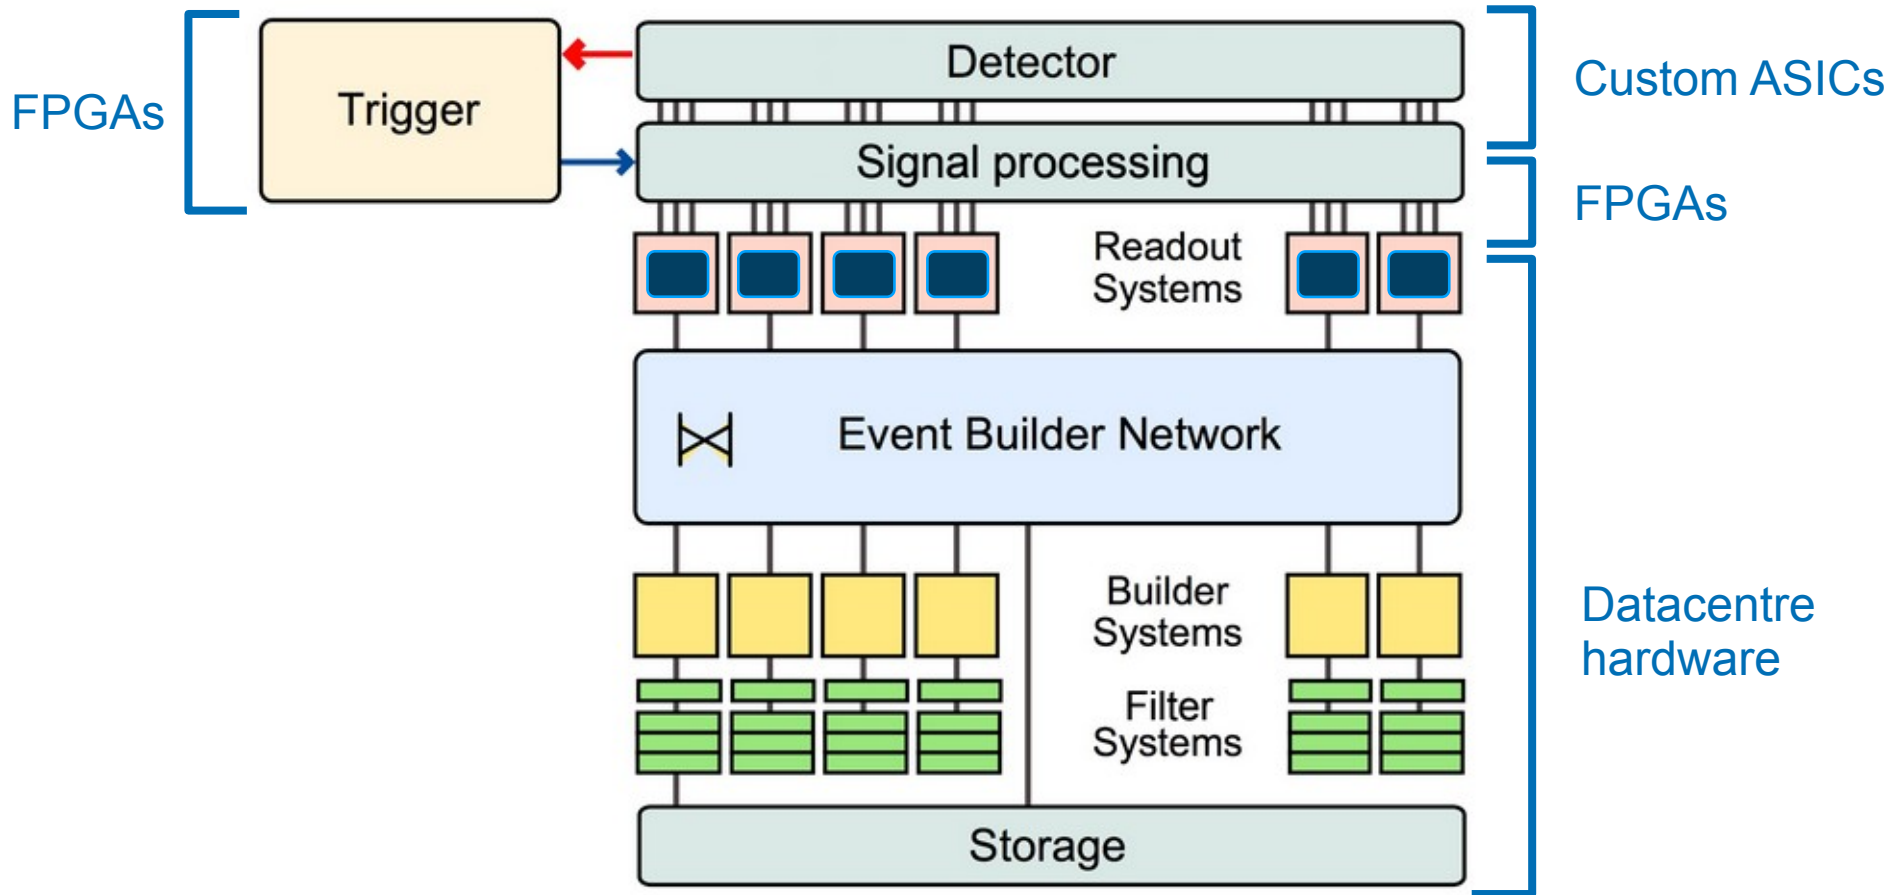 FPGAs
Trigger
Detector
Custom ASICs
Signal processing
FPGAs
Readout
Systems
Event Builder Network
Builder
Systems
Datacentre
hardware
Filter
Systems
Storage